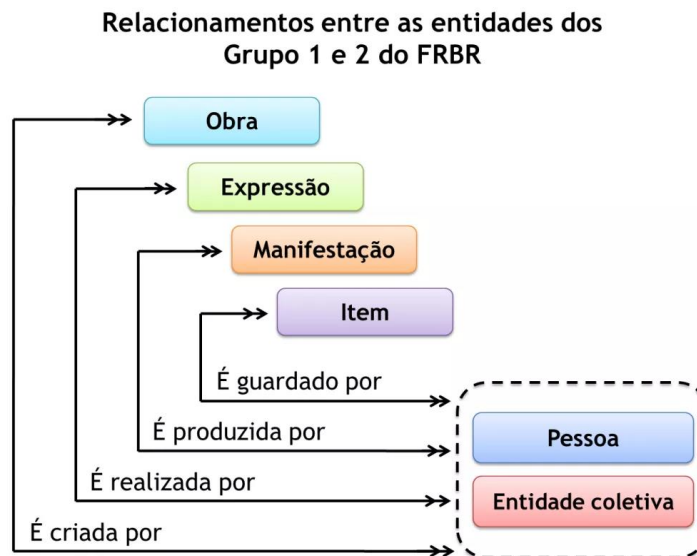 Relacionamentos entre as entidades dos
Grupo 1 e 2 do FRBR
Obra
Expressão
Manifestação
Item
É guardado por
É produzida por
Pessoa
É realizada por
Entidade coletiva
É criada por